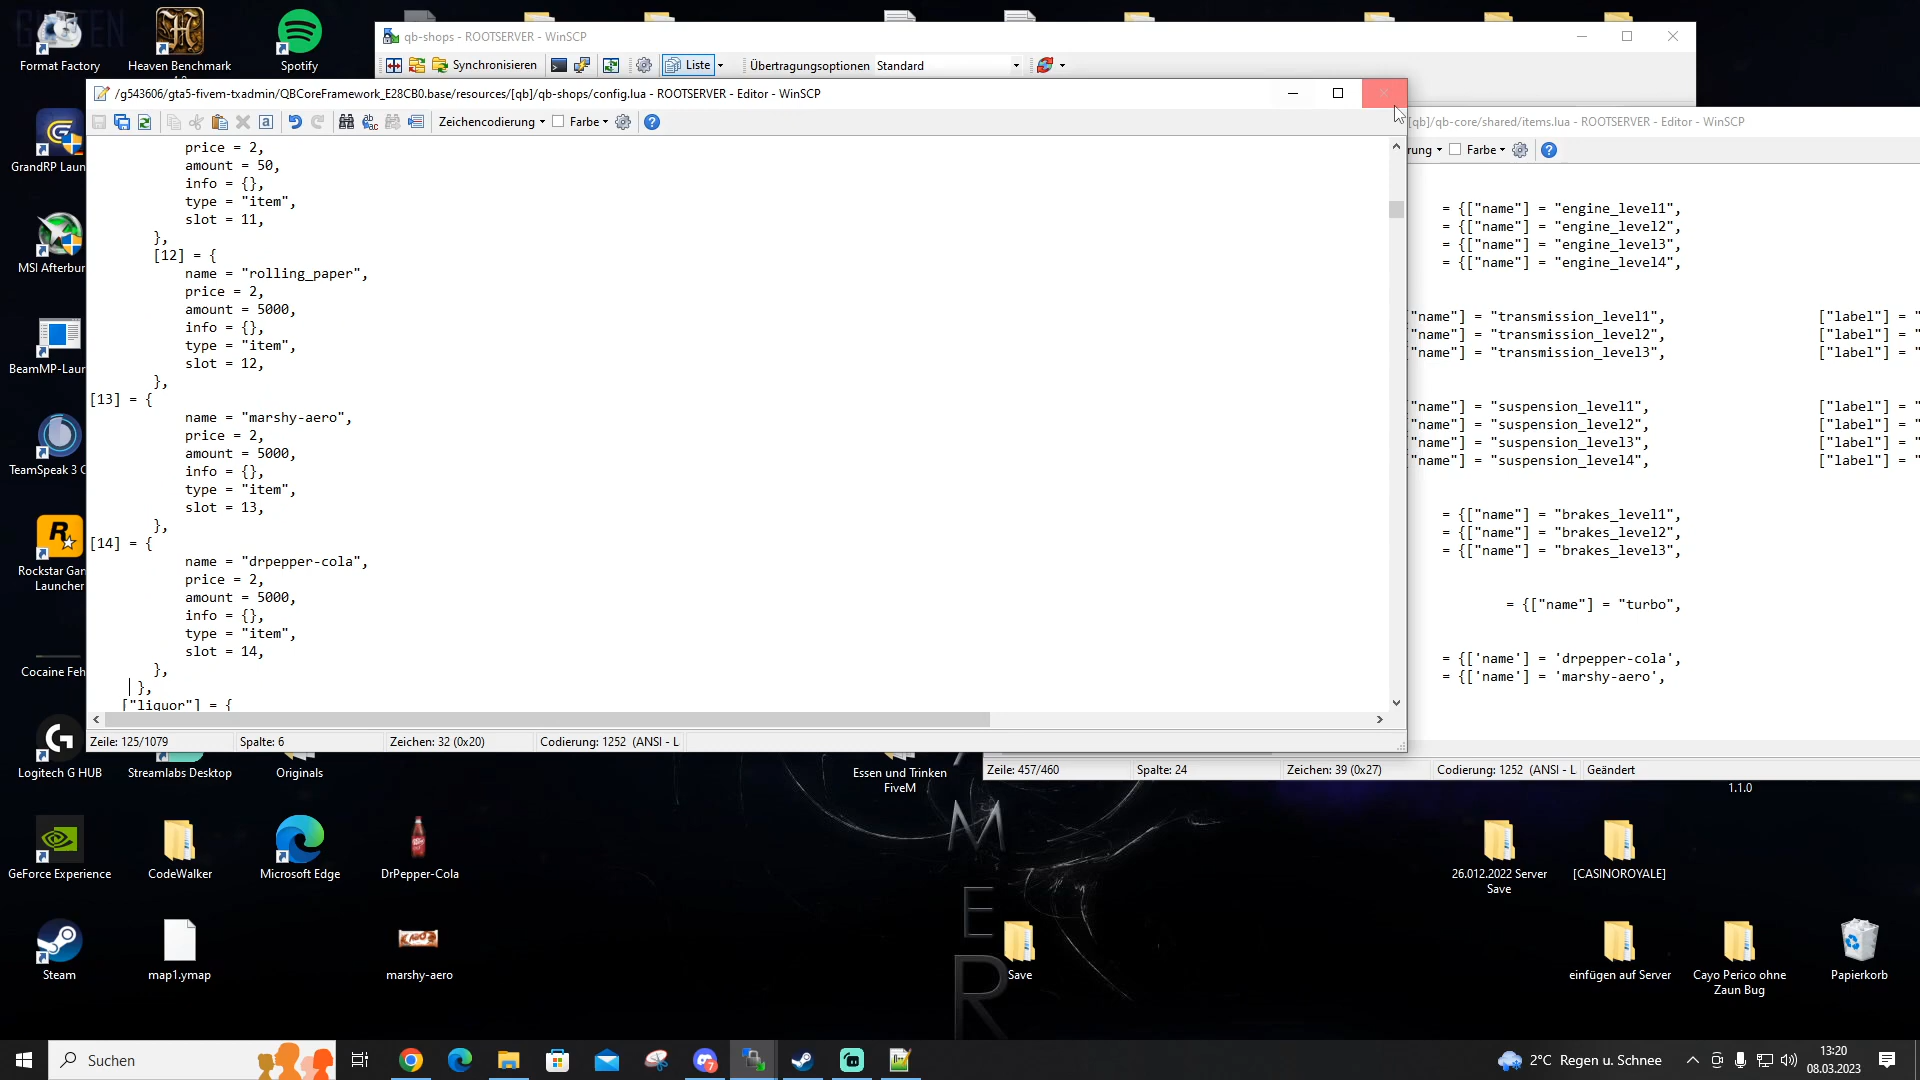 Format Factory
Heaven Benchmark
Spotify
qb-shops - ROOTSERVER - WinSCP
Synchronisieren
Liste
Übertragungsoptionen Standard
/g543606/gta5-fivem-txadmin/QBCoreFramework_E28CB0.base/resources/[qb]/qb-shops/config.lua - ROOTSERVER - Editor - WinSCP
Zeichencodierung
Farbe
price = 2,
amount = 50,
info = {},
type = "item",
slot = 11,
},
[12] = {
name = "rolling_paper",
price = 2,
amount = 5000,
info = {},
type = "item",
slot = 12,
},
[13] = {
name = "marshy-aero",
price = 2,
amount = 5000,
info = {},
type = "item",
slot = 13,
},
[14] = {
name = "drpepper-cola",
price = 2,
amount = 5000,
info = {},
type = "item",
slot = 14,
},
},
["liquor"] = {
Zeile: 125/1079
Spalte: 6
Zeichen: 32 (0x20)
Codierung: 1252 (ANSI - L
[qb]/qb-core/shared/items.lua - ROOTSERVER - Editor - WinSCP
rung
Farbe
= {["name"] = "engine_level1",
= {["name"] = "engine_level2",
= {["name"] = "engine_level3",
= {["name"] = "engine_level4",
["name"] = "transmission_level1", ["label"] = "
["name"] = "transmission_level2", ["label"] = "
["name"] = "transmission_level3", ["label"] = "
["name"] = "suspension_level1", ["label"] = "
["name"] = "suspension_level2", ["label"] = "
["name"] = "suspension_level3", ["label"] = "
["name"] = "suspension_level4", ["label"] = "
= {["name"] = "brakes_level1",
= {["name"] = "brakes_level2",
= {["name"] = "brakes_level3",
= {["name"] = "turbo",
= {['name'] = 'drpepper-cola',
= {['name'] = 'marshy-aero',
Zeile: 457/460
Spalte: 24
Zeichen: 39 (0x27)
Codierung: 1252 (ANSI - L
Geändert
GrandRP Laun
MSI Afterbur
BeamMP-Laun
TeamSpeak 3 C
Rockstar Gan
Launcher
Cocaine Feh
Logitech G HUB
Streamlabs Desktop
Originals
Essen und Trinken
FiveM
1.1.0
GeForce Experience
CodeWalker
Microsoft Edge
DrPepper-Cola
26.012.2022 Server
Save
[CASINOROYALE]
M
E
R
Steam
map1.ymap
marshy-aero
Save
einfügen auf Server
Cayo Perico ohne
Zaun Bug
Papierkorb
Suchen
2°C Regen u. Schnee
13:20
08.03.2023